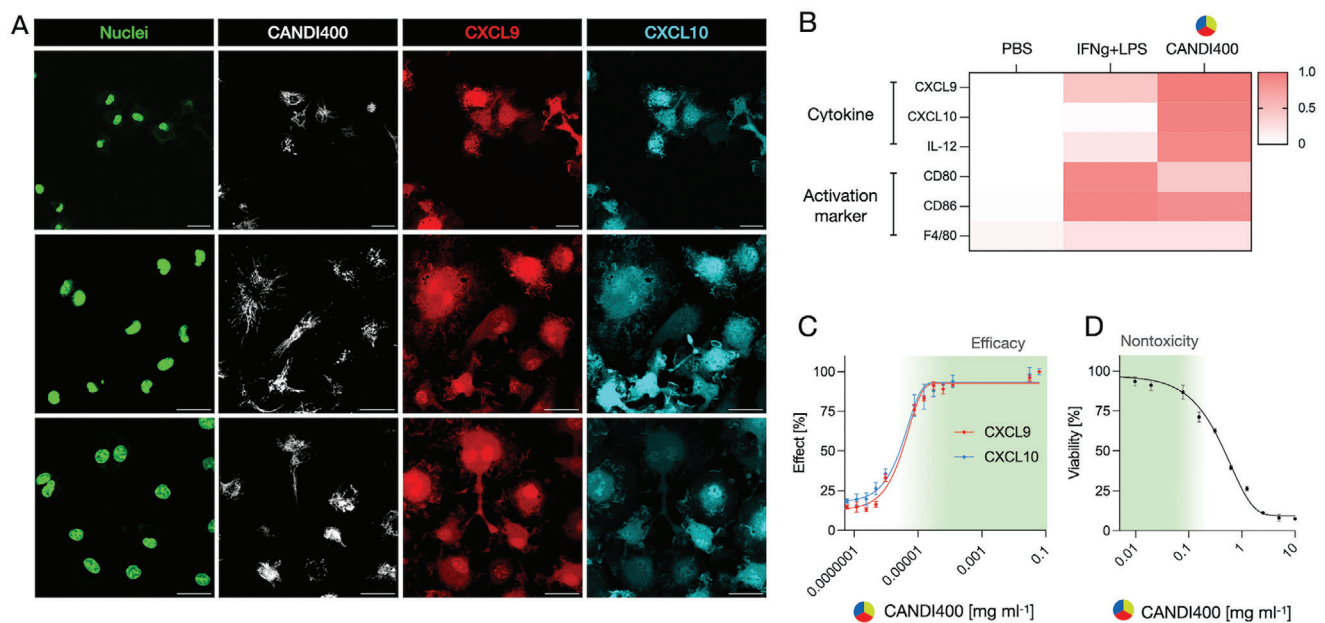 A
Nuclei CANDI400 CXCL9 CXCL10
B
PBS IFNg+LPS CANDI400
Cytokine
CXCL9
CXCL10
IL-12
Activation
marker
CD80
CD86
F4/80
1.0
0.5
0
C
Efficacy
Effect [%]
100
75
50
25
0
CXCL9
CXCL10
0.0000001 0.00001 0.001 0.1
CANDI400 [mg ml-1]
D
Nontoxicity
Viability [%]
100
75
50
25
0
0.01 0.1 1 10
CANDI400 [mg ml-1]